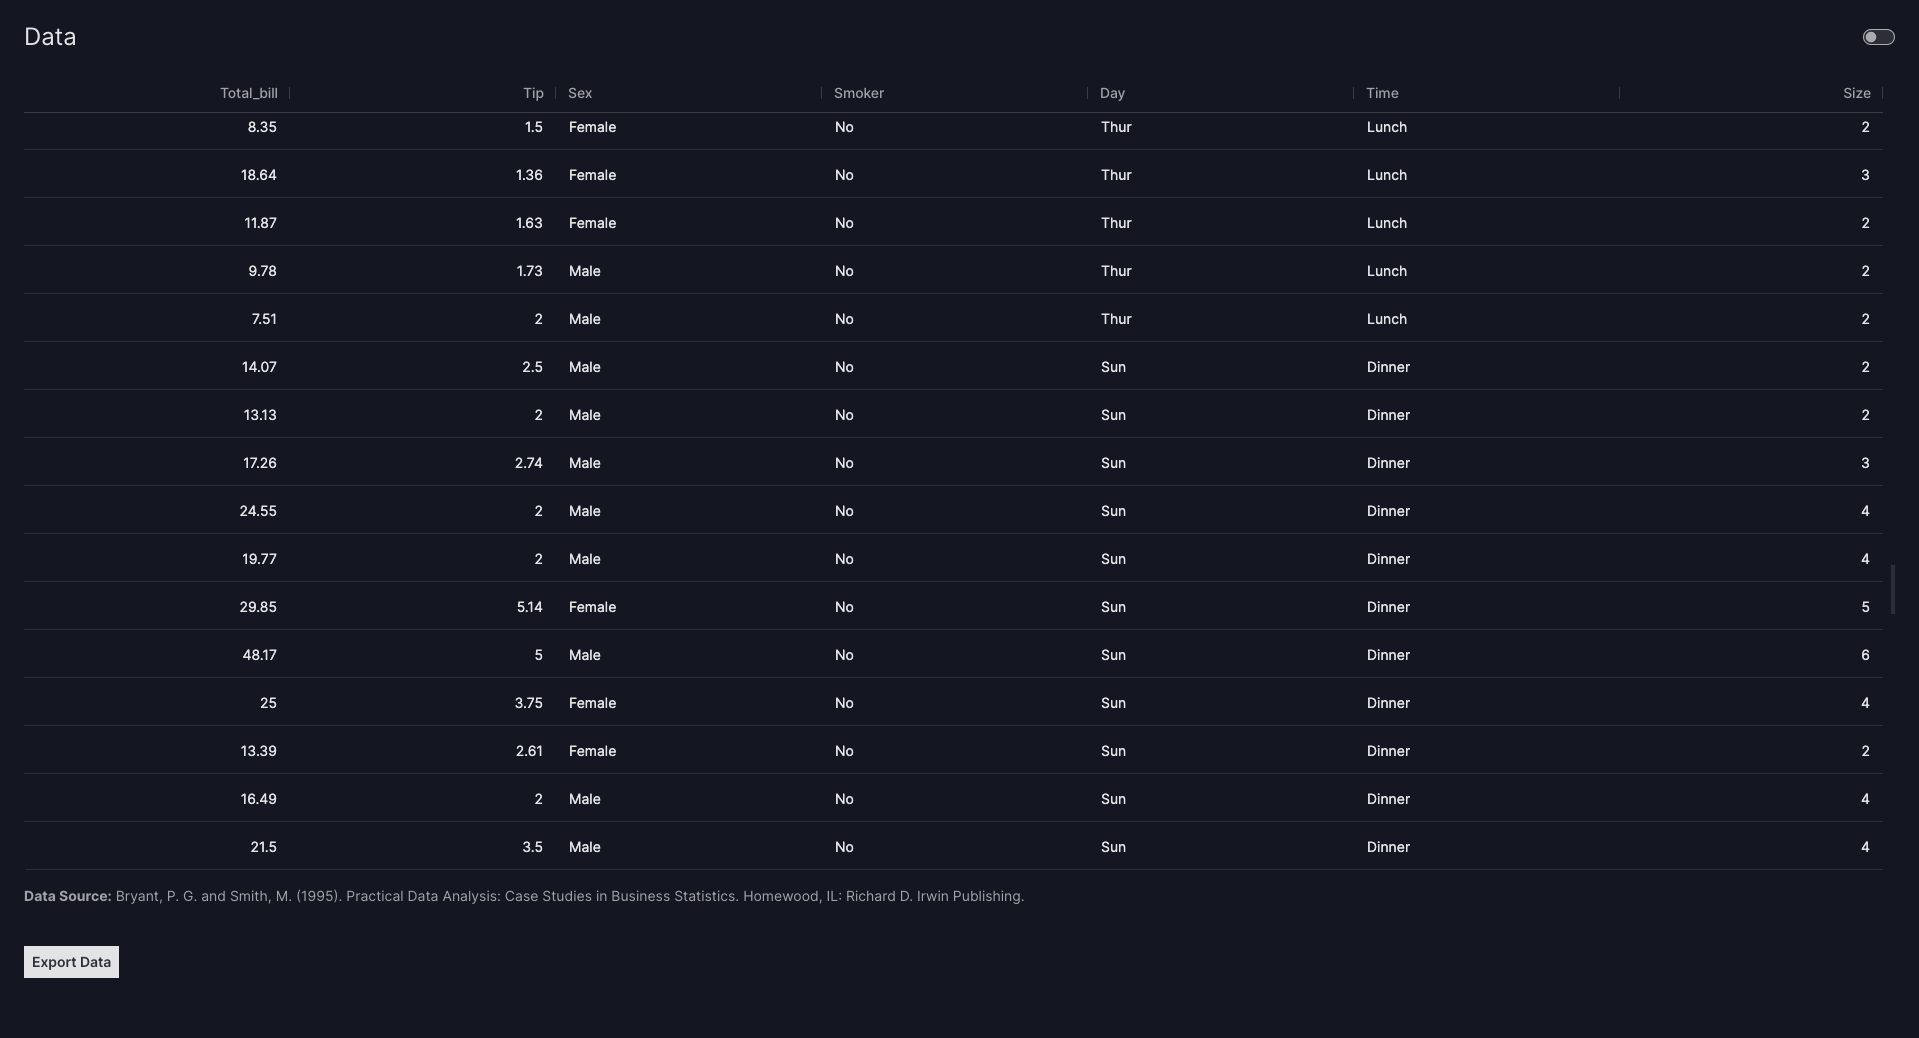 Data
Total_bill Tip Sex Smoker Day Time Size
8.35 1.5 Female No Thur Lunch 2
18.64 1.36 Female No Thur Lunch 3
11.87 1.63 Female No Thur Lunch 2
9.78 1.73 Male No Thur Lunch 2
7.51 2 Male No Thur Lunch 2
14.07 2.5 Male No Sun Dinner 2
13.13 2 Male No Sun Dinner 2
17.26 2.74 Male No Sun Dinner 3
24.55 2 Male No Sun Dinner 4
19.77 2 Male No Sun Dinner 4
29.85 5.14 Female No Sun Dinner 5
48.17 5 Male No Sun Dinner 6
25 3.75 Female No Sun Dinner 4
13.39 2.61 Female No Sun Dinner 2
16.49 2 Male No Sun Dinner 4
21.5 3.5 Male No Sun Dinner 4
Data Source: Bryant, P. G. and Smith, M. (1995). Practical Data Analysis: Case Studies in Business Statistics. Homewood, IL: Richard D. Irwin Publishing.
Export Data